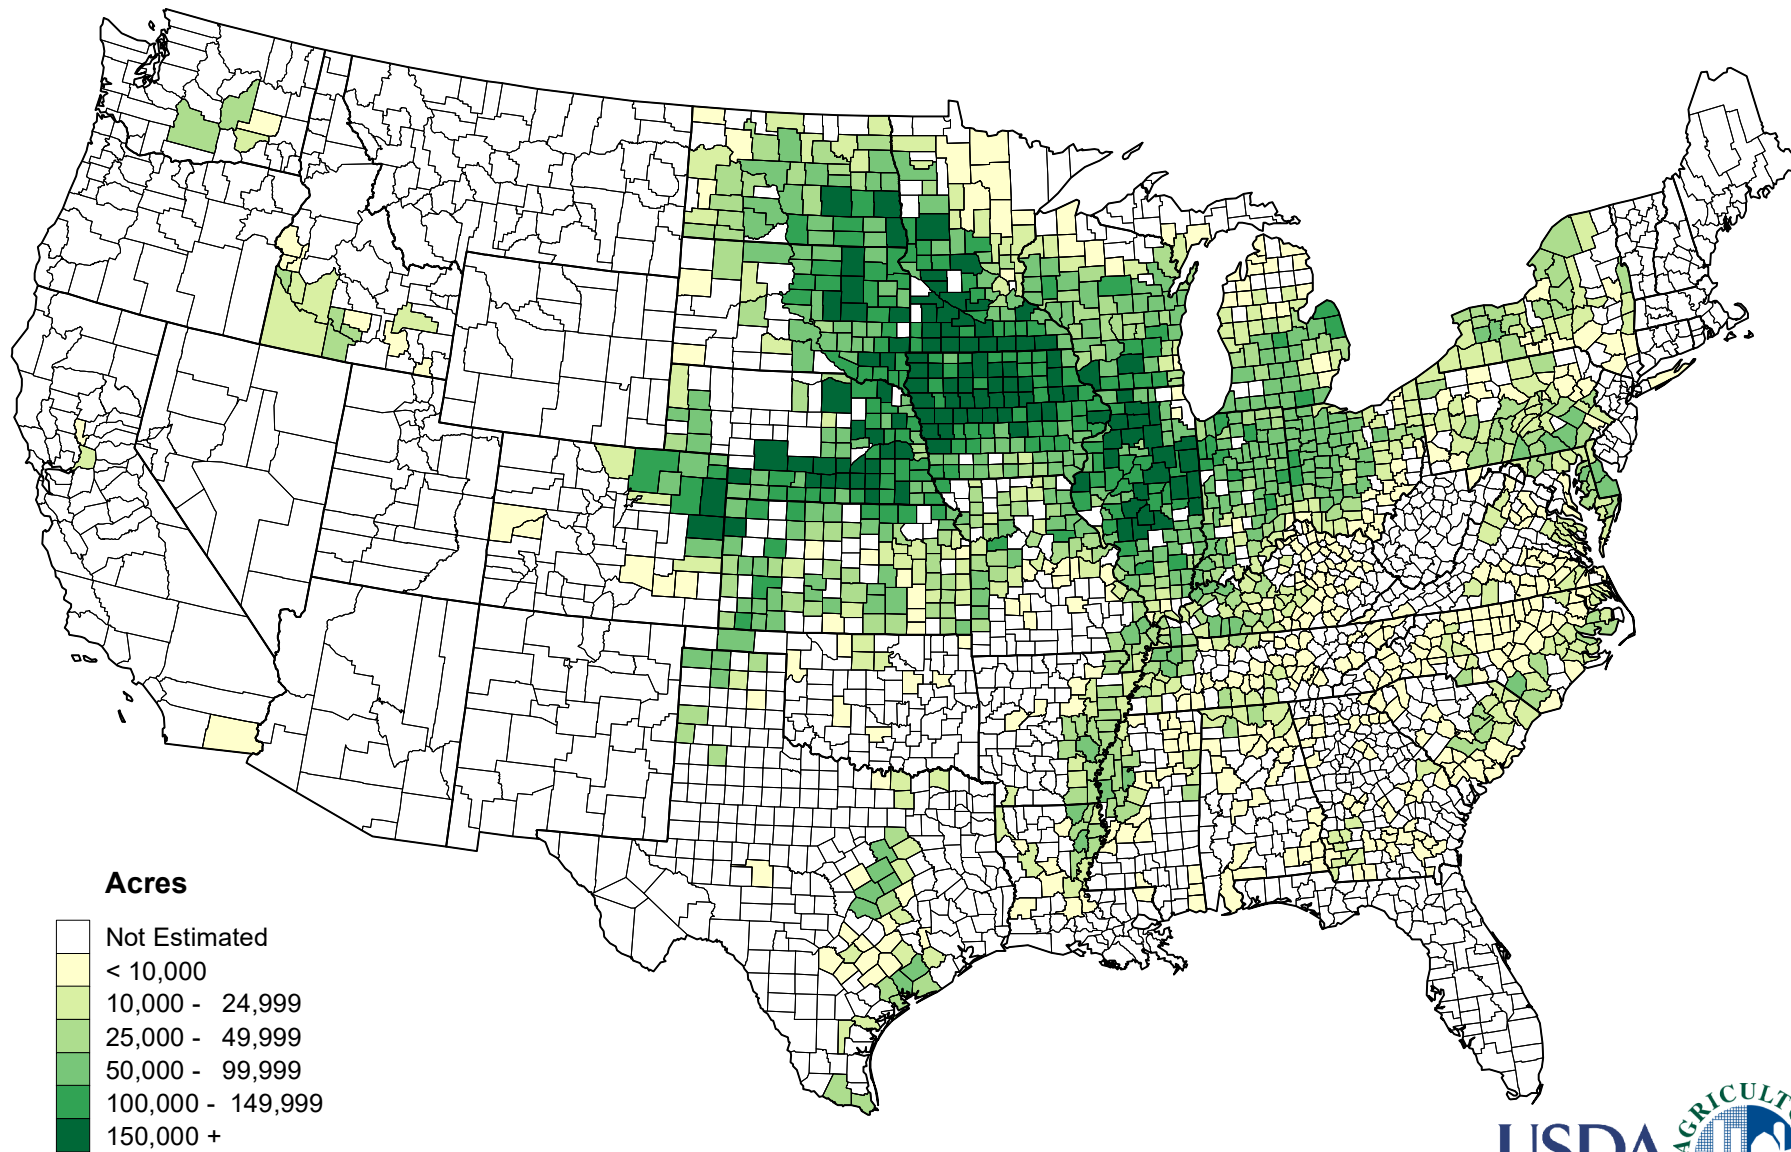 Acres
Not Estimated
< 10,000
10,000 - 24,999
25,000 - 49,999
50,000 - 99,999
100,000 - 149,999
150,000 +
USDA